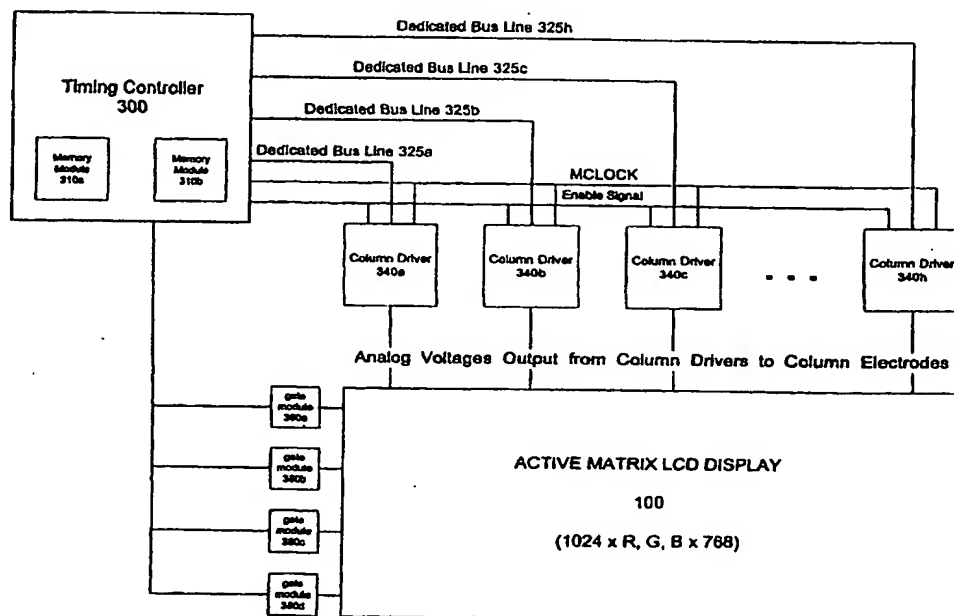 Dedicated Bus Line 325h
Timing Controller
300
Dedicated Bus Line 325c
Dedicated Bus Line 325b
Memory
Module
310a
Memory
Module
310b
Dedicated Bus Line 325a
MCLOCK
Enable Signal
Column Driver
340a
Column Driver
340b
Column Driver
340c
Column Driver
340h
Analog Voltages Output from Column Drivers to Column Electrodes
gate
module
380a
gate
module
380b
gate
module
380c
gate
module
380d
ACTIVE MATRIX LCD DISPLAY
100
(1024 x R, G, B x 768)